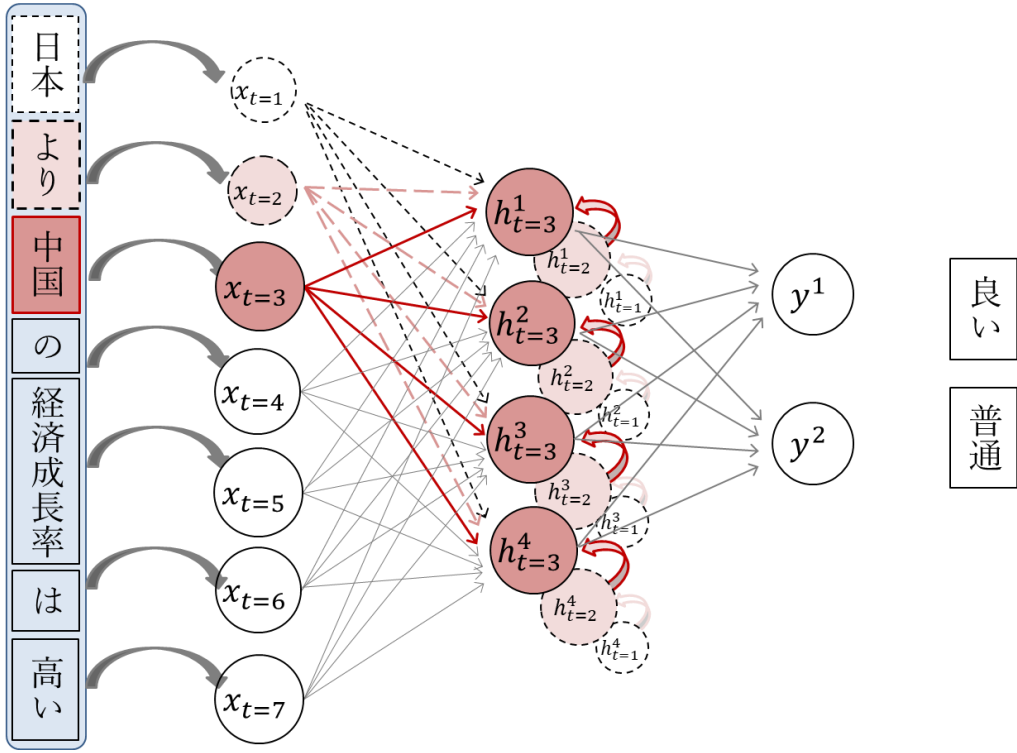 日本
より
中国
の
経済成長率
は
高い
x_{t=1}
x_{t=2}
x_{t=3}
x_{t=4}
x_{t=5}
x_{t=6}
x_{t=7}
h^1_{t=3}
h^1_{t=2}
h^1_{t=1}
h^2_{t=3}
h^2_{t=2}
h^2_{t=1}
h^3_{t=3}
h^3_{t=2}
h^3_{t=1}
h^4_{t=3}
h^4_{t=2}
h^4_{t=1}
y^1
y^2
良い
普通